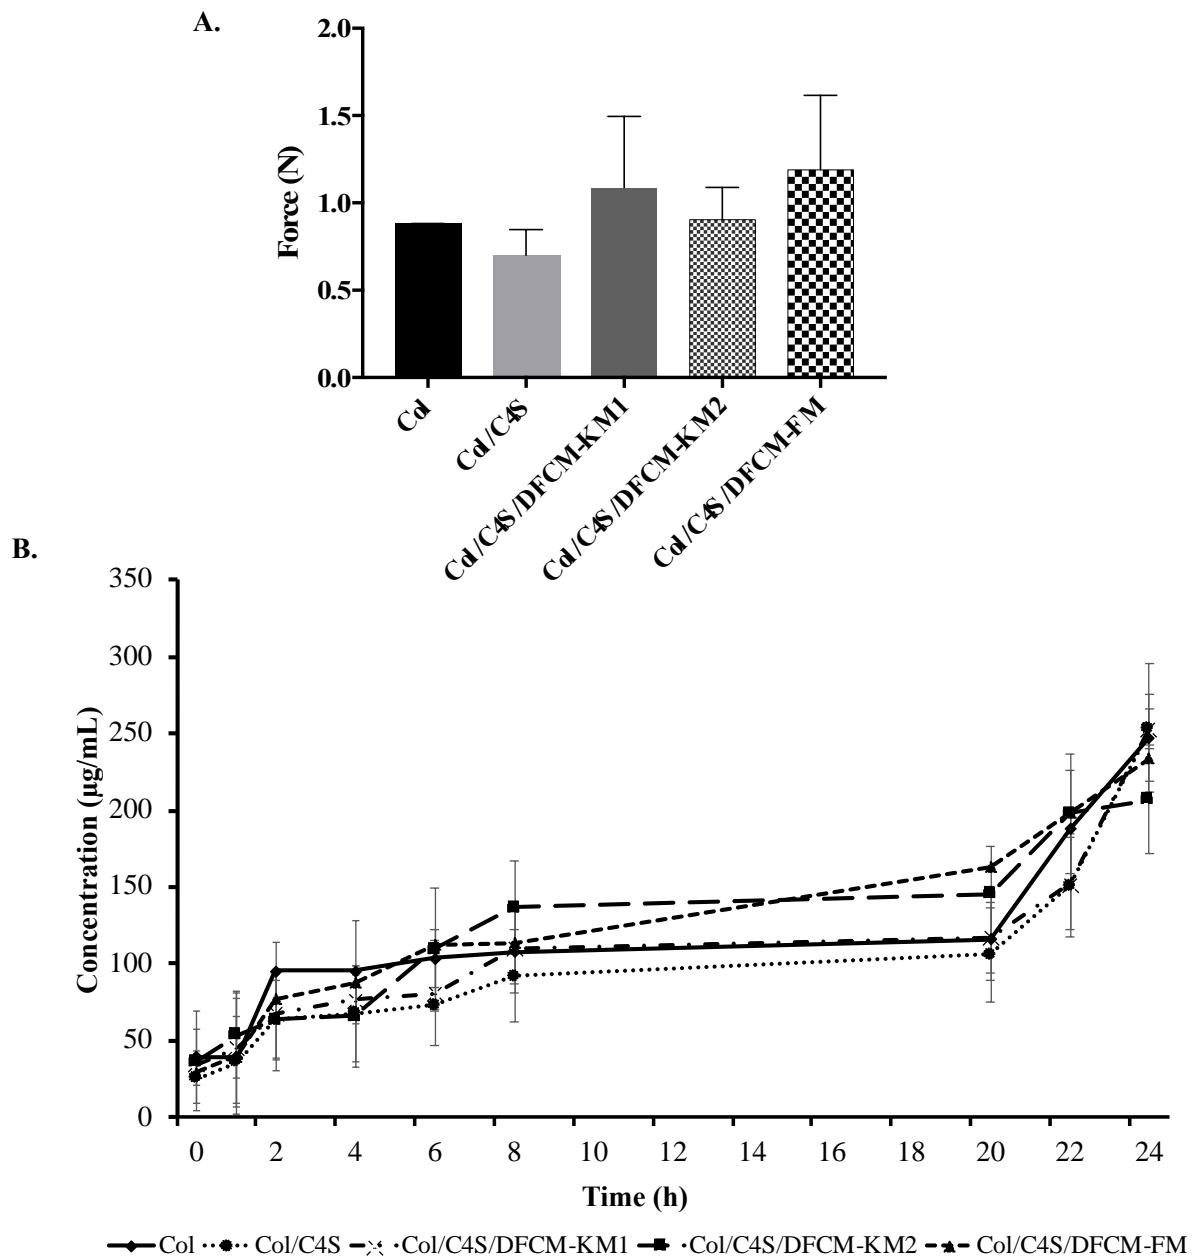 A.
Force (N)
2.0
1.5
1.0
0.5
0.0
Col
Col/C4S
Col/C4S/DFCM-KM1
Col/C4S/DFCM-KM2
Col/C4S/DFCM-FM
B.
Concentration (µg/mL)
350
300
250
200
150
100
50
0
0 2 4 6 8 10 12 14 16 18 20 22 24
Time (h)
Col Col/C4S Col/C4S/DFCM-KM1 Col/C4S/DFCM-KM2 Col/C4S/DFCM-FM